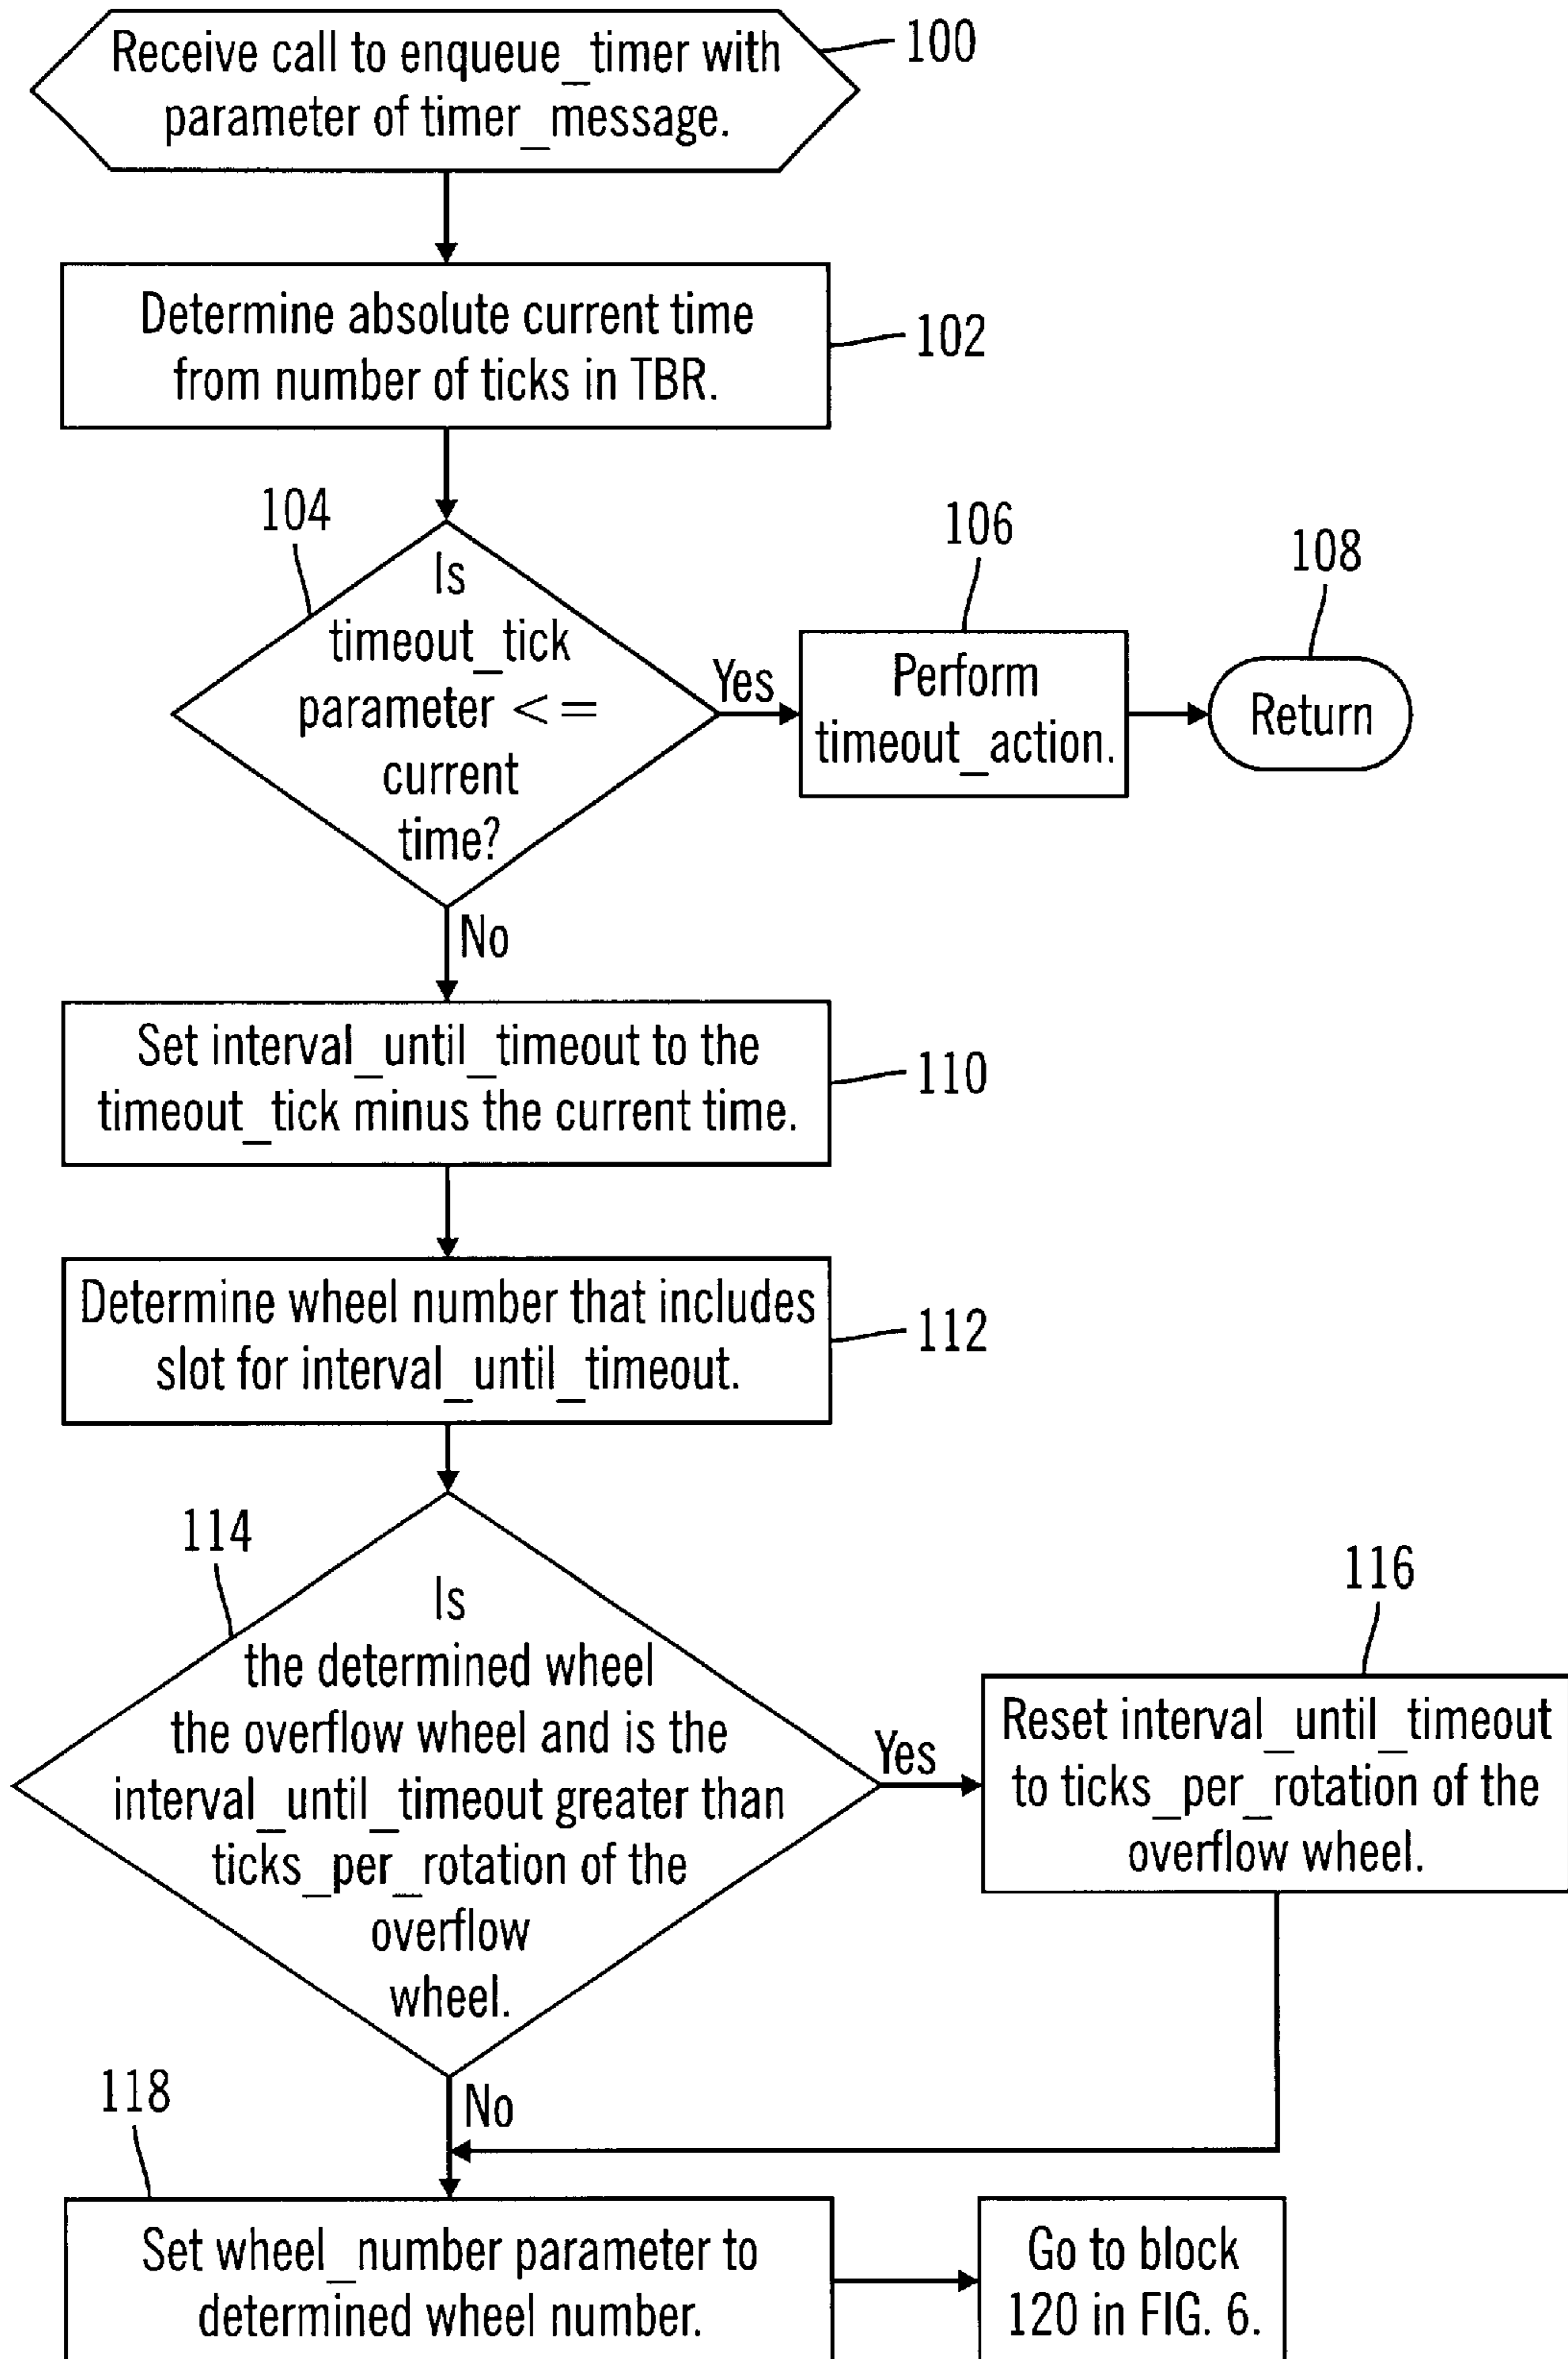 Receive call to enqueue_timer with
parameter of timer_message.
100
Determine absolute current time
from number of ticks in TBR.
102
104
Is
timeout_tick
parameter <=
current
time?
Yes
106
Perform
timeout_action.
108
Return
No
Set interval_until_timeout to the
timeout_tick minus the current time.
110
Determine wheel number that includes
slot for interval_until_timeout.
112
114
Is
the determined wheel
the overflow wheel and is the
interval_until_timeout greater than
ticks_per_rotation of the
overflow
wheel.
Yes
116
Reset interval_until_timeout
to ticks_per_rotation of the
overflow wheel.
No
118
Set wheel_number parameter to
determined wheel number.
Go to block
120 in FIG. 6.